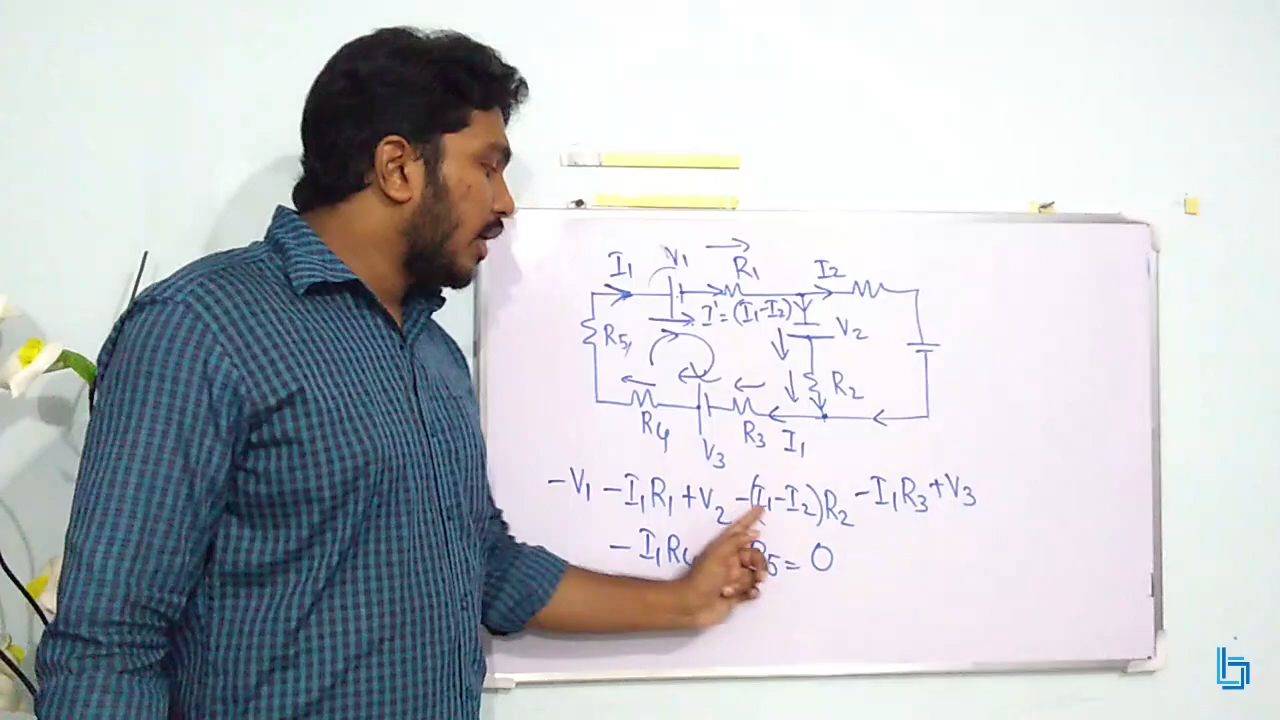 I₁ V₁ R₁ I₂
I' = (I₁-I₂) V₂
R₅
R₂
R₄ V₃ R₃ I₁
-V₁ -I₁R₁ +V₂ -(I₁-I₂)R₂ -I₁R₃ +V₃
- I₁R₄ R₅ = 0